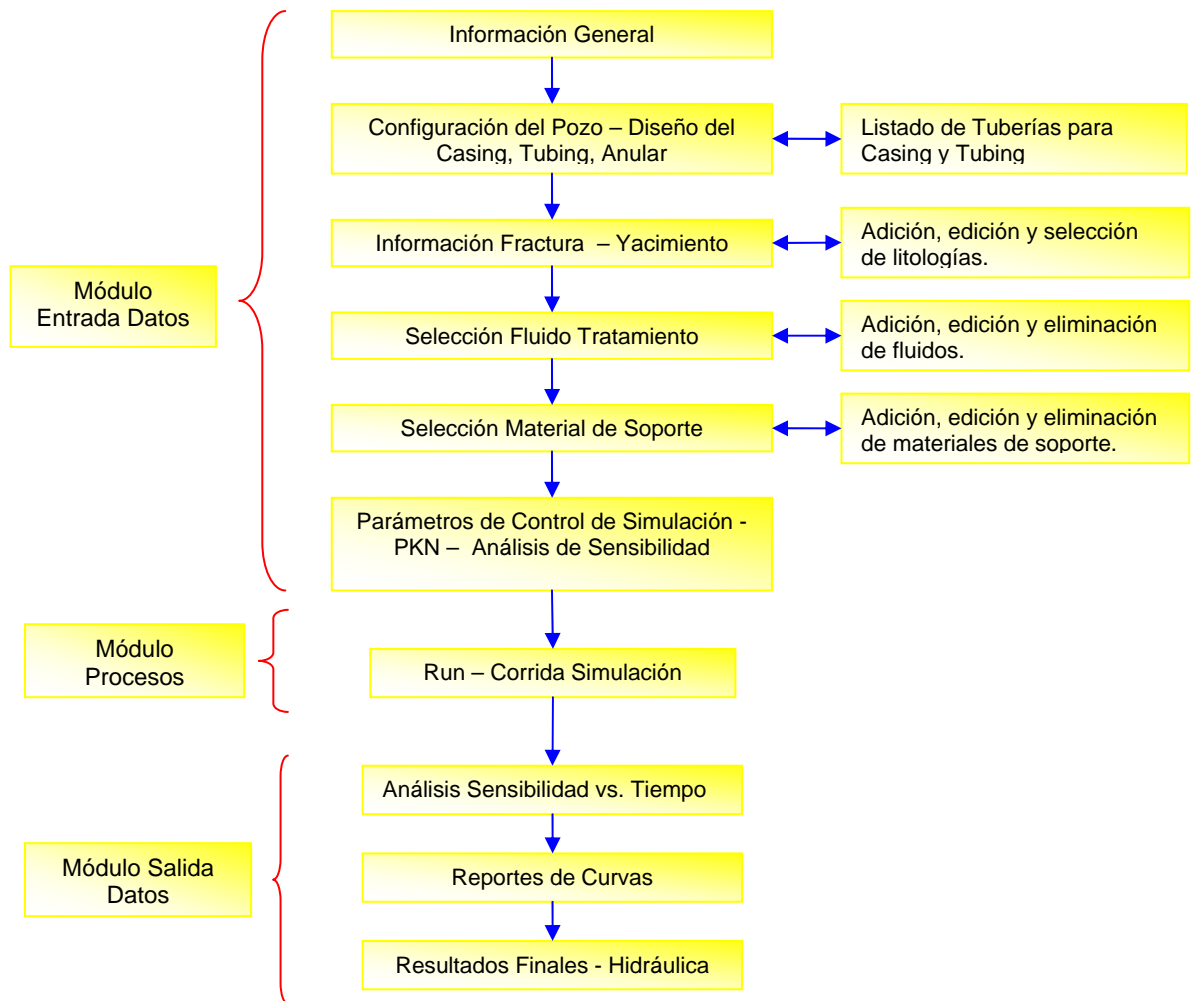 Información General
Configuración del Pozo – Diseño del
Casing, Tubing, Anular
Listado de Tuberías para
Casing y Tubing
Información Fractura – Yacimiento
Adición, edición y selección
de litologías.
Módulo
Entrada Datos
Selección Fluido Tratamiento
Adición, edición y eliminación
de fluidos.
Selección Material de Soporte
Adición, edición y eliminación
de materiales de soporte.
Parámetros de Control de Simulación -
PKN – Análisis de Sensibilidad
Módulo
Procesos
Run – Corrida Simulación
Análisis Sensibilidad vs. Tiempo
Módulo Salida
Datos
Reportes de Curvas
Resultados Finales - Hidráulica